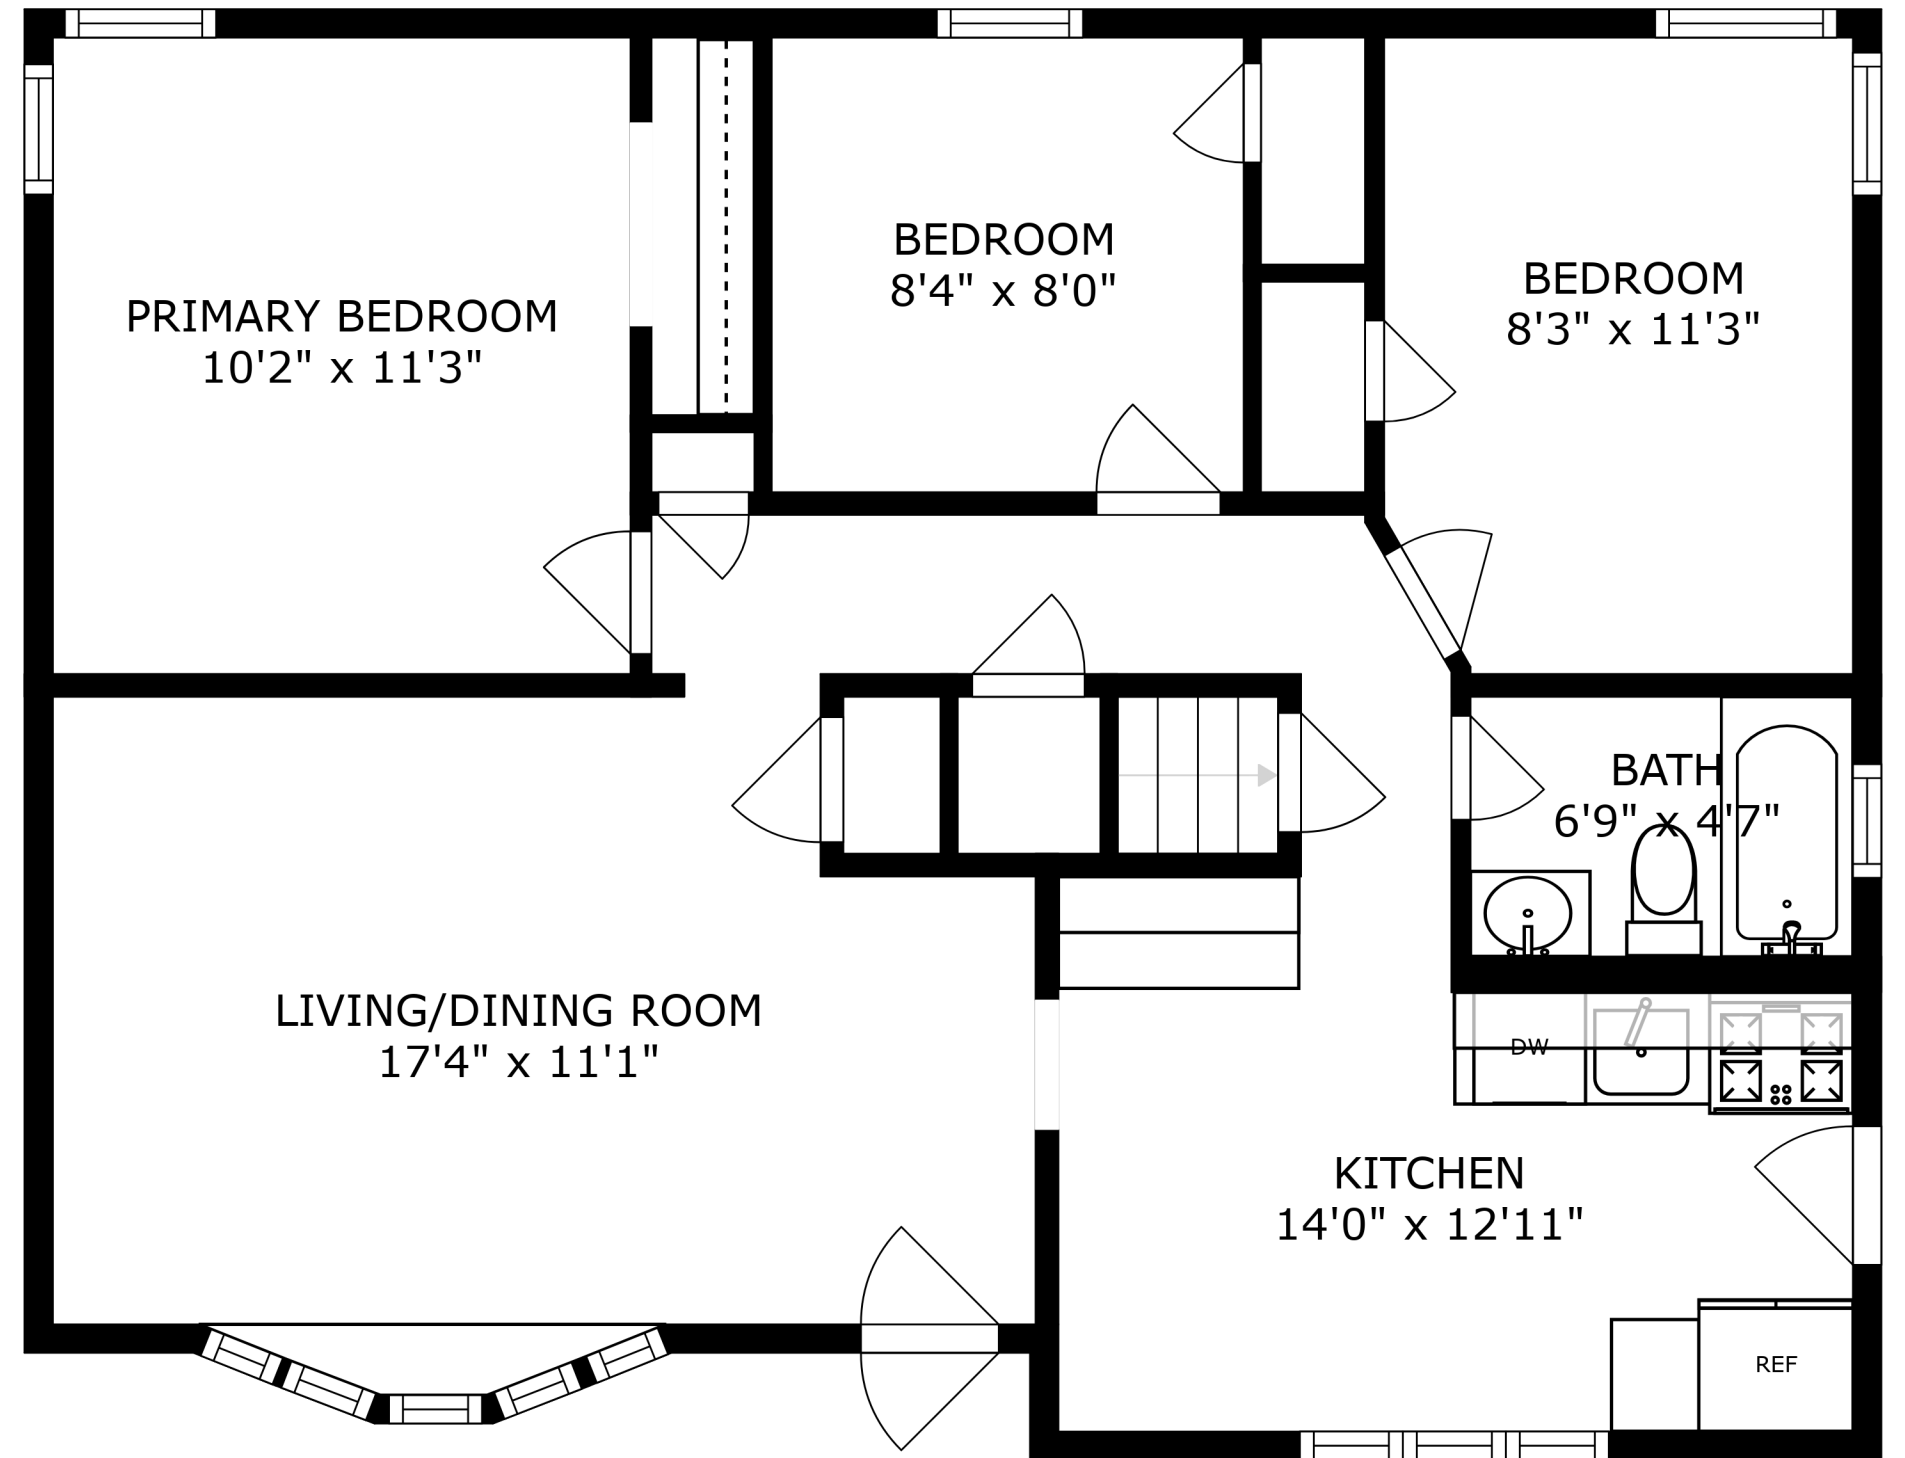 BEDROOM
8'4" x 8'0"
BEDROOM
8'3" x 11'3"
PRIMARY BEDROOM
10'2" x 11'3"
BATH
6'9" x 4'7"
LIVING/DINING ROOM
17'4" x 11'1"
DW
KITCHEN
14'0" x 12'11"
REF